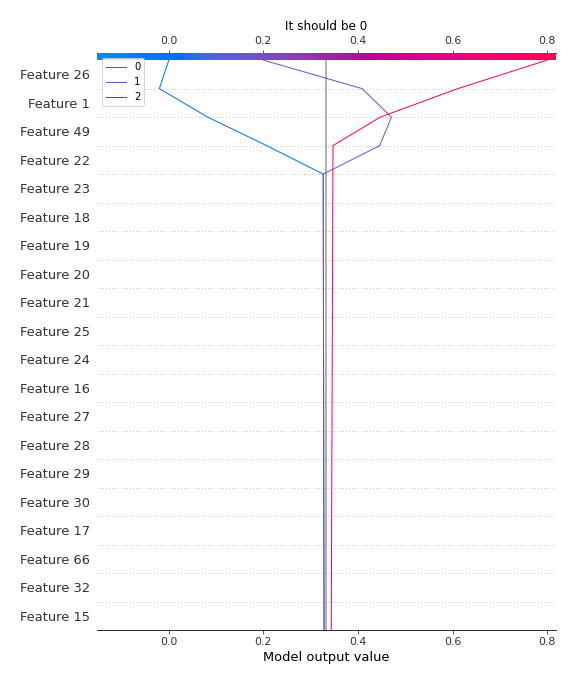 It should be 0
0.0 0.2 0.4 0.6 0.8
0
1
2
Feature 26
Feature 1
Feature 49
Feature 22
Feature 23
Feature 18
Feature 19
Feature 20
Feature 21
Feature 25
Feature 24
Feature 16
Feature 27
Feature 28
Feature 29
Feature 30
Feature 17
Feature 66
Feature 32
Feature 15
0.0 0.2 0.4 0.6 0.8
Model output value